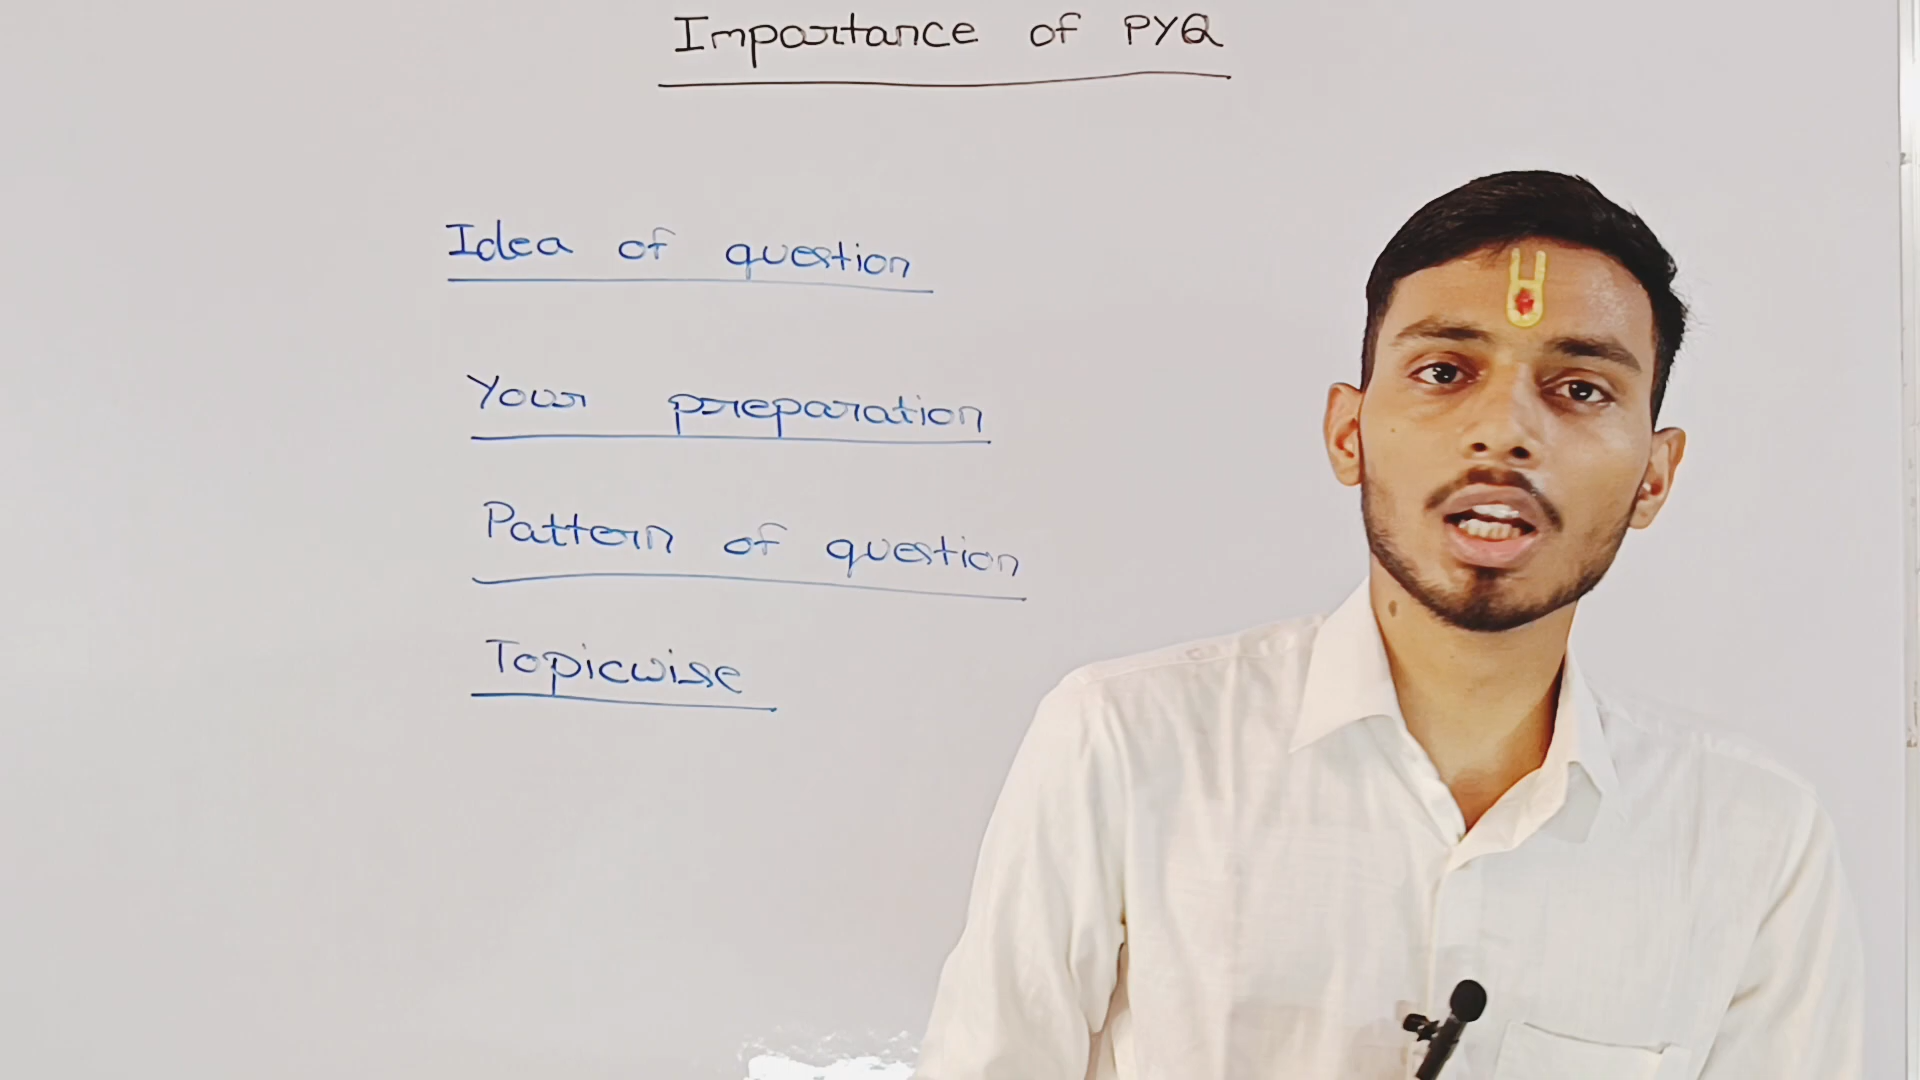 Importance of PYQ
Idea of question
Your preparation
Pattern of question
Topicwise